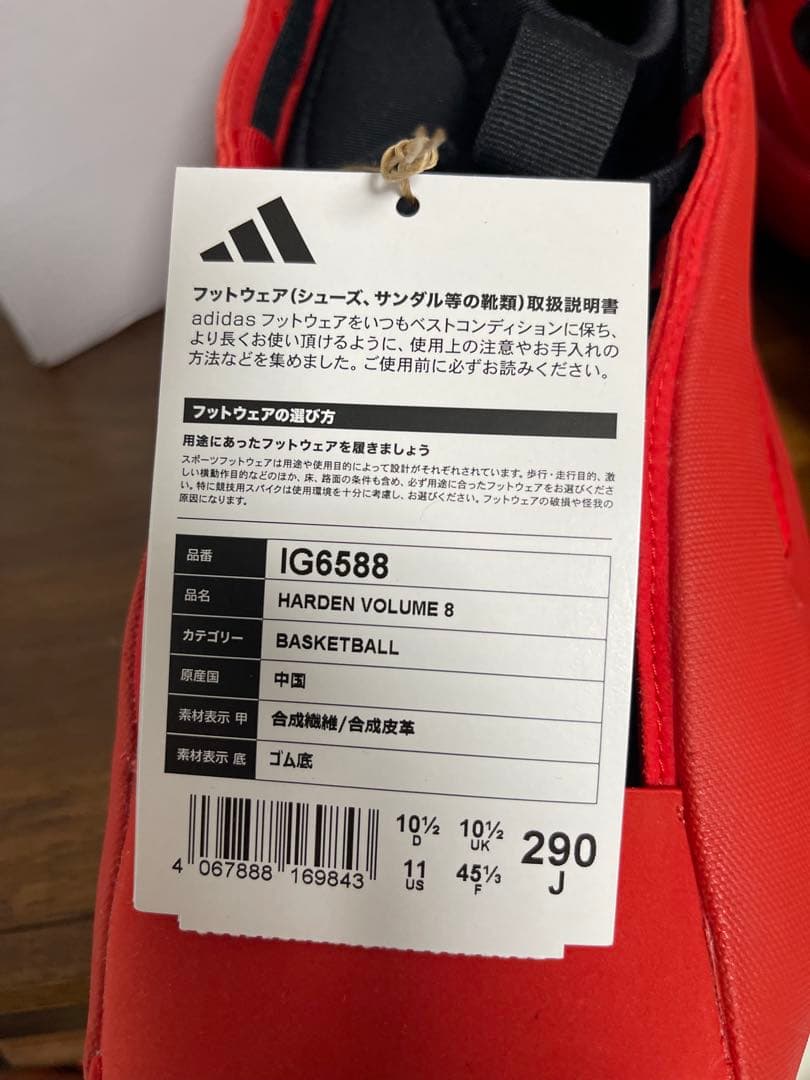 フットウェア(シューズ、サンダル等の靴類)取扱説明書
adidas フットウェアをいつもベストコンディションに保ち、
より長くお使い頂けるように、使用上の注意やお手入れの
方法などを集めました。ご使用前に必ずお読みください。
フットウェアの選び方
用途にあったフットウェアを履きましょう
スポーツフットウェアは用途や使用目的によって設計がそれぞれされています。歩行・走行目的、激
しい横動作目的などのほか、床、路面の条件も含め、必ず用途に合ったフットウェアをお選びくださ
い。特に競技用スパイクは使用環境を十分に考慮し、お選びください。フットウェアの破損や怪我の
原因になります。
品番 IG6588
品名 HARDEN VOLUME 8
カテゴリー BASKETBALL
原産国 中国
素材表示 甲 合成繊維/合成皮革
素材表示 底 ゴム底
10½ 10½ 290
D UK J
11 45⅓
US F
4 067888 169843